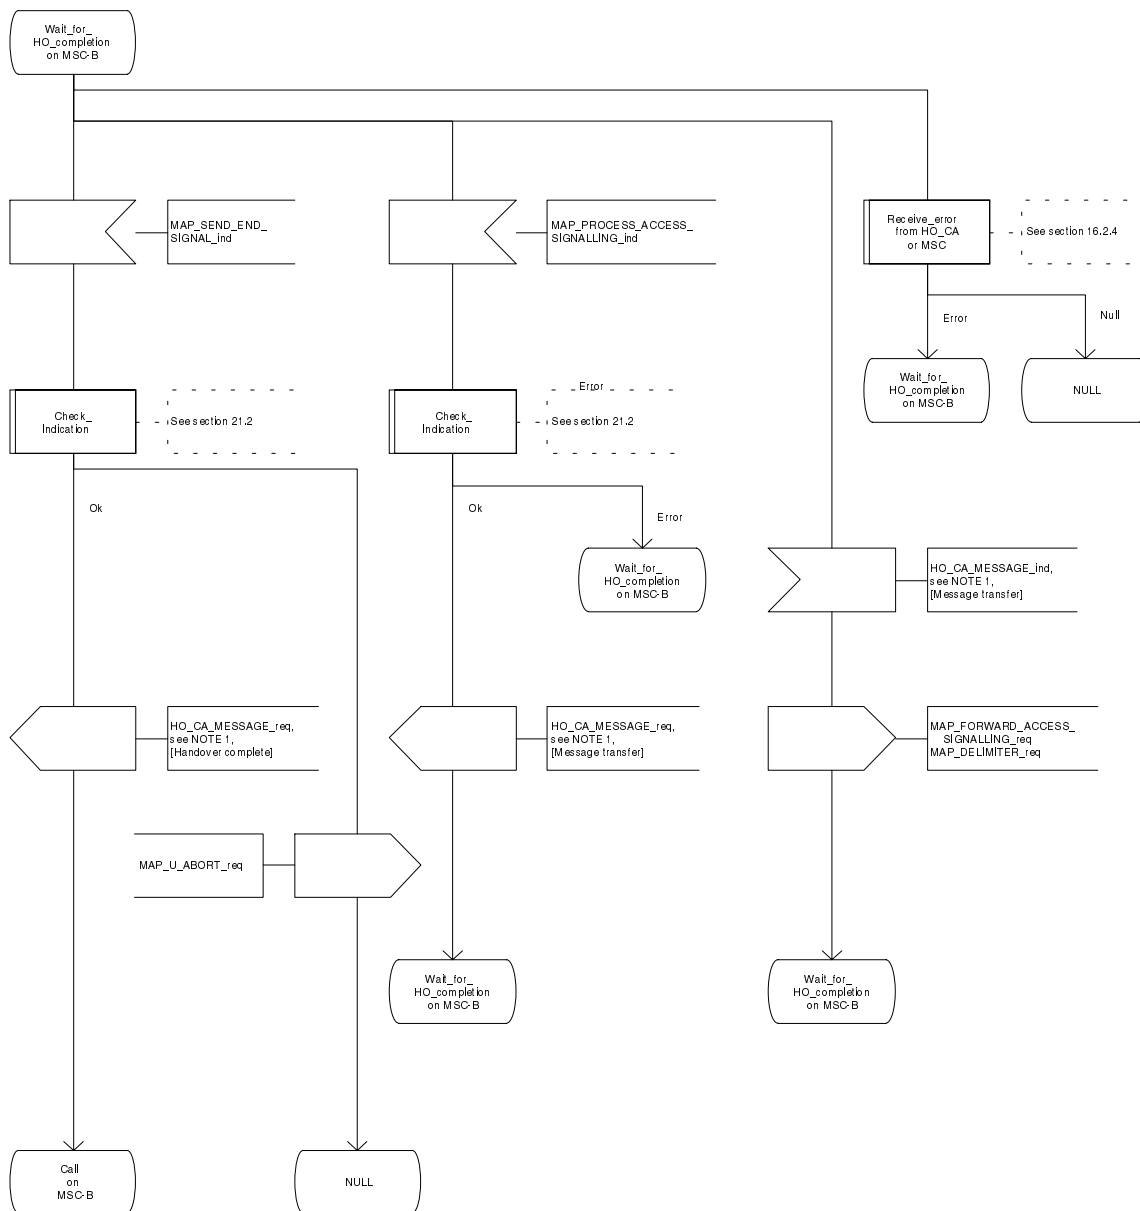 Wait_for_
HO_completion
on MSC-B
MAP_SEND_END_
SIGNAL_ind
MAP_PROCESS_ACCESS_
SIGNALLING_ind
Receive_error
from HO_CA
or MSC
See section 16.2.4
Error
Null
Wait_for_
HO_completion
on MSC-B
NULL
Check_
Indication
See section 21.2
Error
Check_
Indication
See section 21.2
Ok
Ok
Error
Wait_for_
HO_completion
on MSC-B
HO_CA_MESSAGE_ind,
see NOTE 1,
[Message transfer]
HO_CA_MESSAGE_req,
see NOTE 1,
[Handover complete]
HO_CA_MESSAGE_req,
see NOTE 1,
[Message transfer]
MAP_FORWARD_ACCESS_
SIGNALLING_req
MAP_DELIMITER_req
MAP_U_ABORT_req
Wait_for_
HO_completion
on MSC-B
Wait_for_
HO_completion
on MSC-B
Call
on
MSC-B
NULL